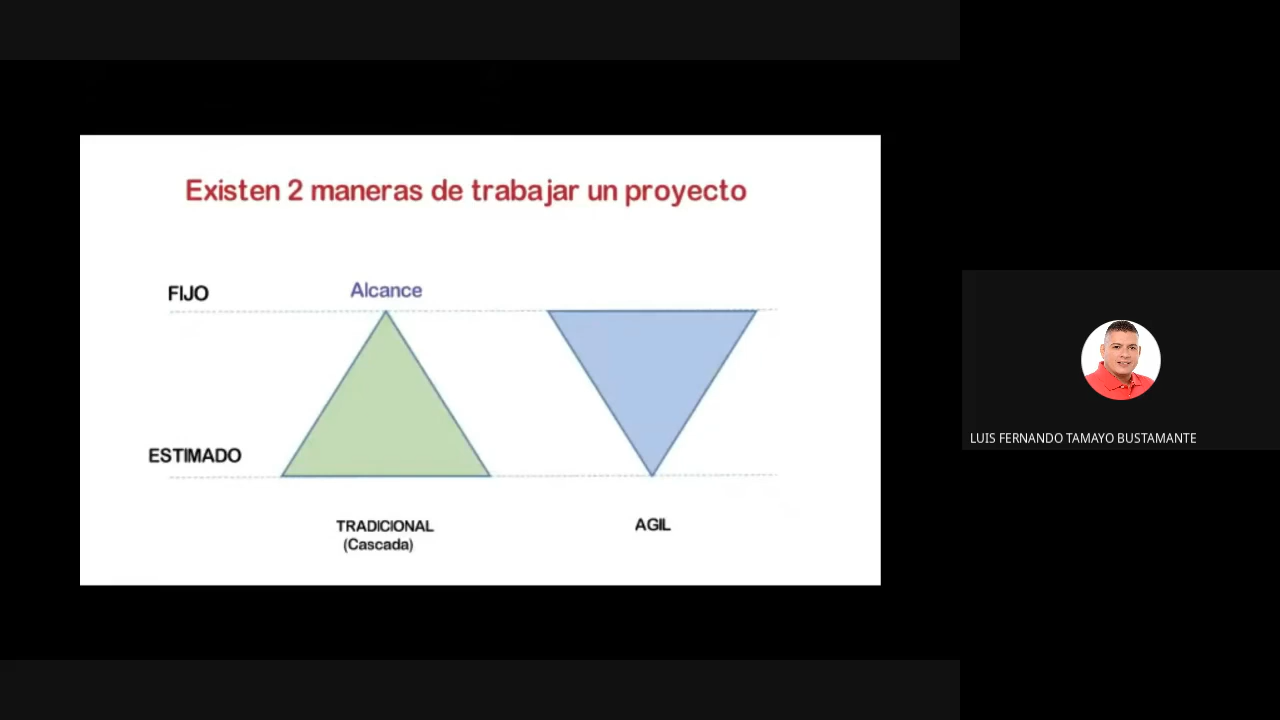 Existen 2 maneras de trabajar un proyecto
FIJO
Alcance
ESTIMADO
TRADICIONAL
(Cascada)
AGIL
LUIS FERNANDO TAMAYO BUSTAMANTE